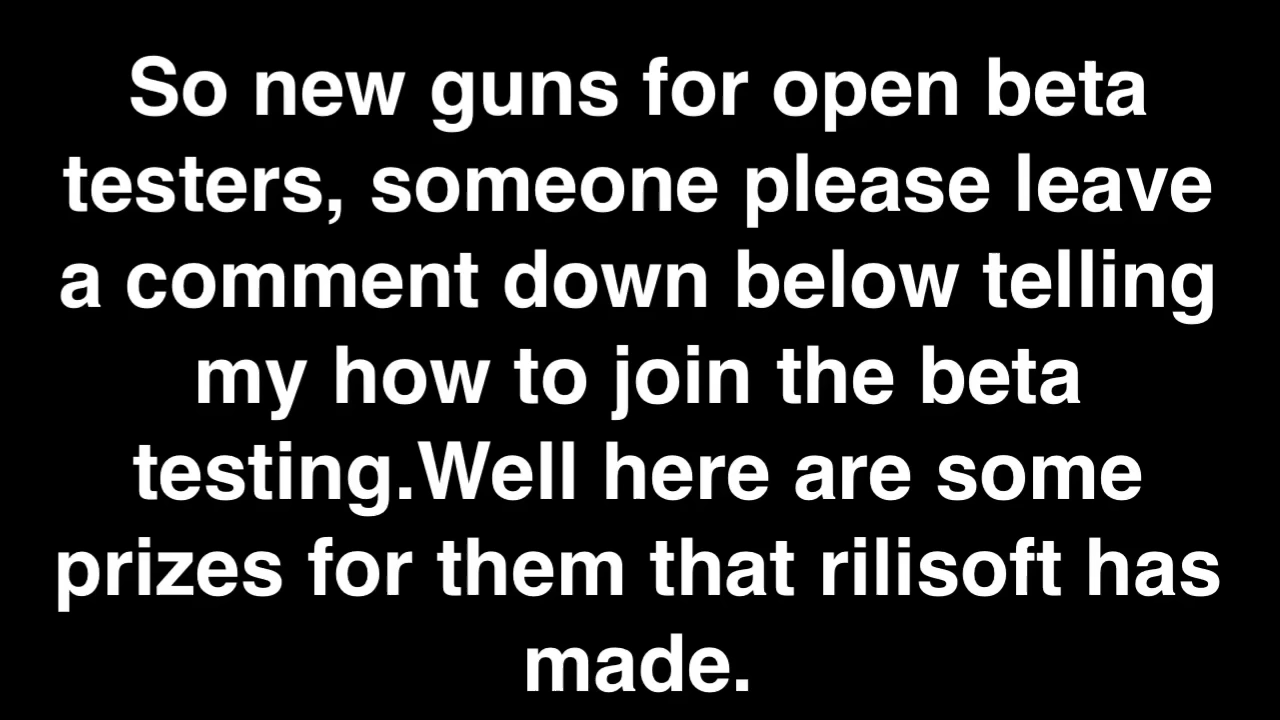 So new guns for open beta
testers, someone please leave
a comment down below telling
my how to join the beta
testing.Well here are some
prizes for them that rilisoft has
made.